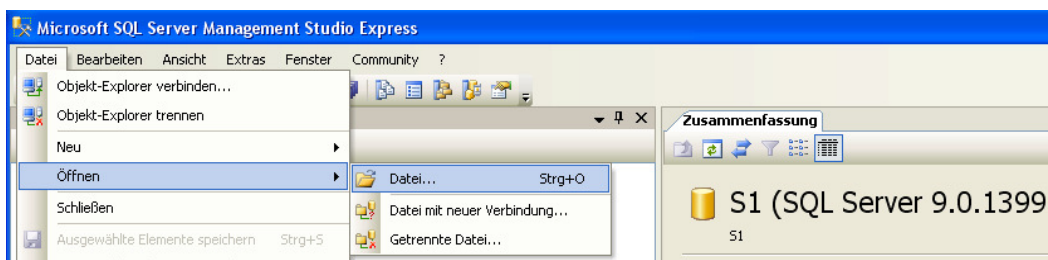 Microsoft SQL Server Management Studio Express
Datei Bearbeiten Ansicht Extras Fenster Community ?
Objekt-Explorer verbinden...
Objekt-Explorer trennen
Neu
Öffnen
Schließen
Ausgewählte Elemente speichern Strg+S
Datei... Strg+O
Datei mit neuer Verbindung...
Getrennte Datei...
Zusammenfassung
S1 (SQL Server 9.0.1399
S1